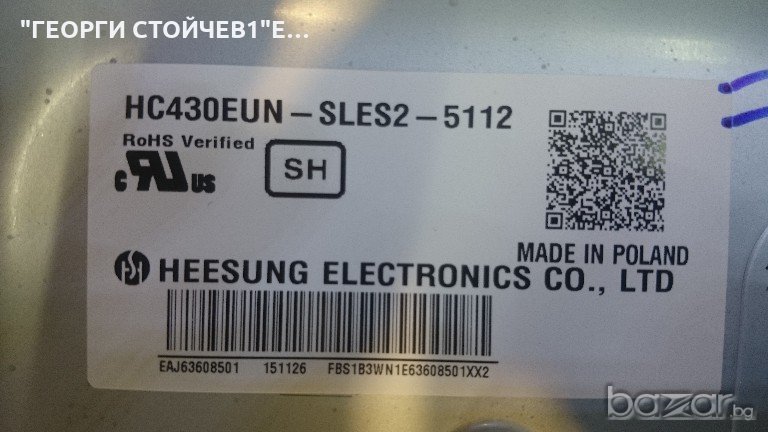 "ГЕОРГИ СТОЙЧЕВ1"Е...
HC430EUN-SLES2-5112
RoHS Verified
c RU us
SH
MADE IN POLAND
HEESUNG ELECTRONICS CO., LTD
EAJ63608501 151126 FBS1B3WN1E63608501XX2
bazar.bg